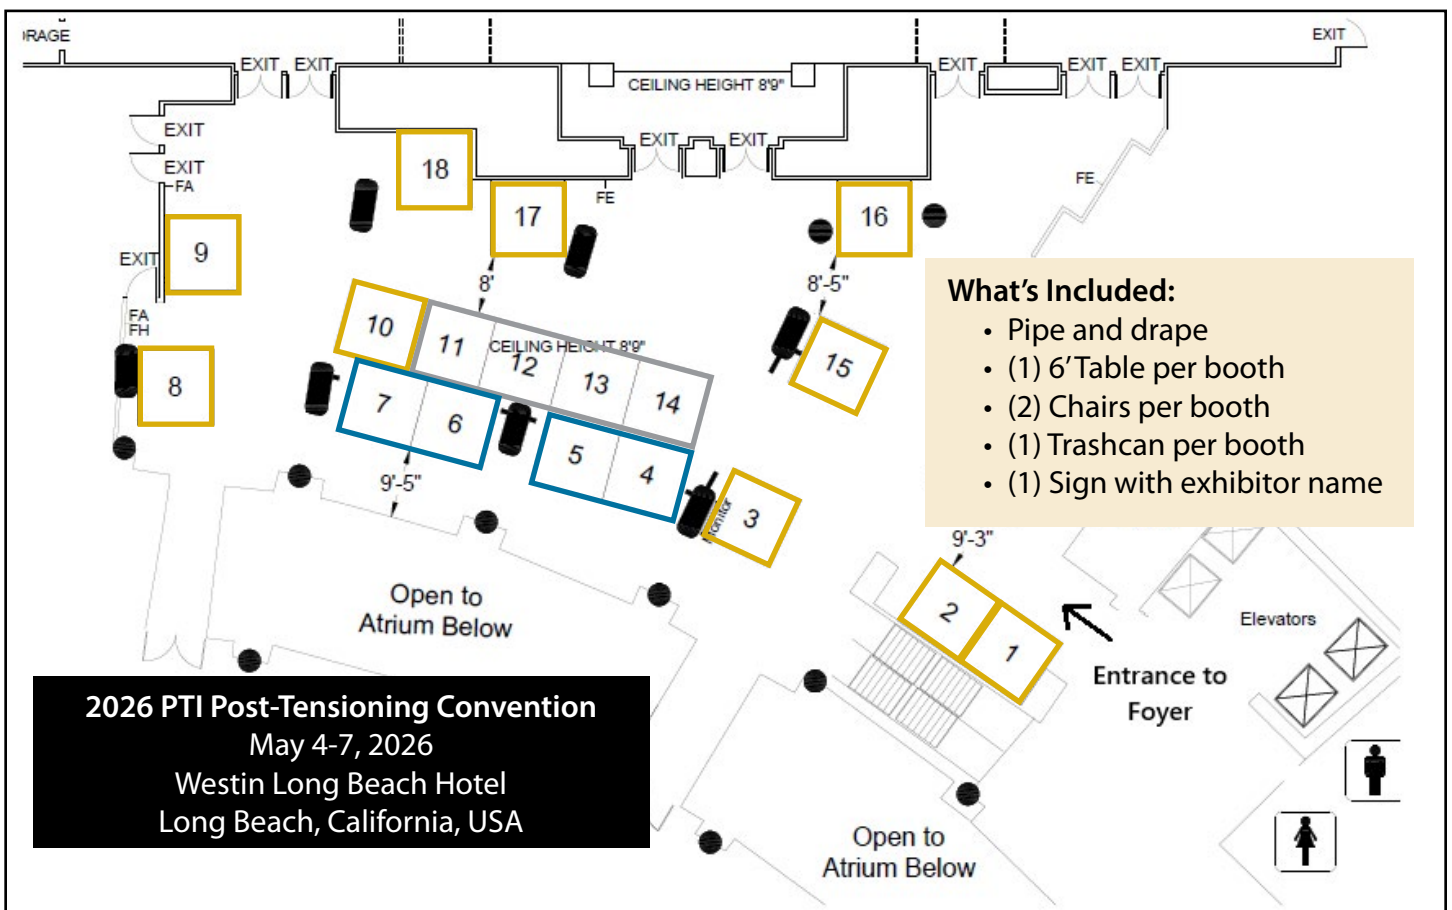 RAGE
EXIT
EXIT
EXIT
EXIT
EXIT
EXIT
CEILING HEIGHT 8'9"
EXIT
EXIT
EXIT
EXIT
FA
FE
FE
18
17
16
9
EXIT
8'
8'-5"
FA
FH
10
11
CEILING HEIGHT 8'9"
12
13
14
15
8
7
6
5
4
3
Monitor
9'-5"
What's Included:
• Pipe and drape
• (1) 6' Table per booth
• (2) Chairs per booth
• (1) Trashcan per booth
• (1) Sign with exhibitor name
9'-3"
2
1
Elevators
Entrance to
Foyer
Open to
Atrium Below
2026 PTI Post-Tensioning Convention
May 4-7, 2026
Westin Long Beach Hotel
Long Beach, California, USA
Open to
Atrium Below